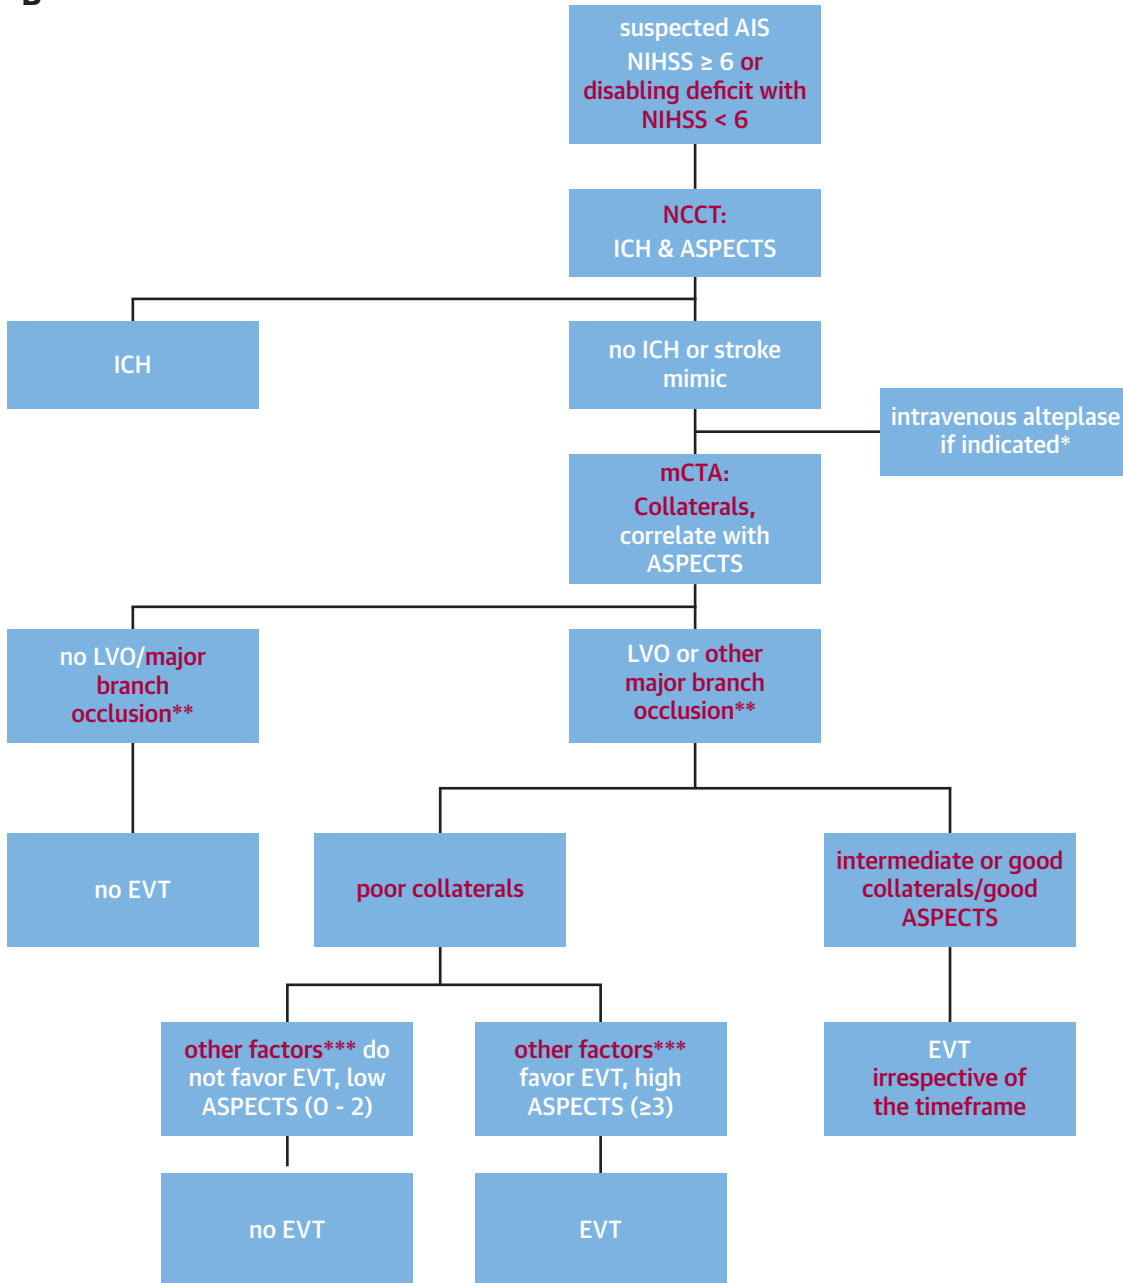 B
suspected AIS
NIHSS ≥ 6 or
disabling deficit with
NIHSS < 6
NCCT:
ICH & ASPECTS
ICH
no ICH or stroke
mimic
intravenous alteplase
if indicated*
mCTA:
Collaterals,
correlate with
ASPECTS
no LVO/major
branch
occlusion**
LVO or other
major branch
occlusion**
no EVT
poor collaterals
intermediate or good
collaterals/good
ASPECTS
other factors*** do
not favor EVT, low
ASPECTS (0 - 2)
other factors***
favor EVT, high
ASPECTS (≥3)
EVT
irrespective of
the timeframe
no EVT
EVT